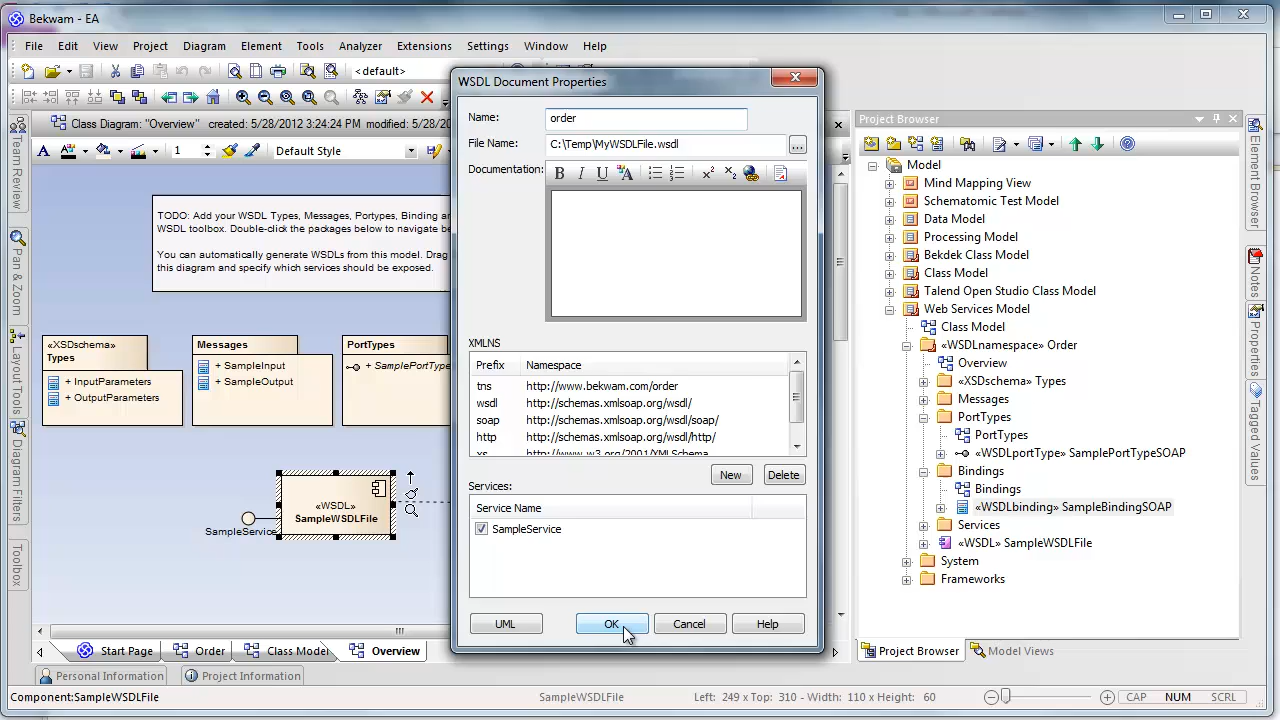 Bekwam - EA
File Edit View Project Diagram Element Tools Analyzer Extensions Settings Window Help
<default>
Class Diagram: "Overview" created: 5/28/2012 3:24:24 PM modified: 5/28/20
1
Default Style
Team Review
Pan & Zoom
Layout Tools
Diagram Filters
Toolbox
TODO: Add your WSDL Types, Messages, Portypes, Binding an
WSDL toolbox. Double-click the packages below to navigate be
You can automatically generate WSDLs from this model. Drag
this diagram and specify which services should be exposed.
«XSDschema»
Types
+ InputParameters
+ OutputParameters
Messages
+ SampleInput
+ SampleOutput
PortTypes
+ SamplePortType
«WSDL»
SampleWSDLFile
SampleService
WSDL Document Properties
Name: order
File Name: C:\Temp\MyWSDLFile.wsdl
...
Documentation:
B I U
XMLNS
Prefix Namespace
tns http://www.bekwam.com/order
wsdl http://schemas.xmlsoap.org/wsdl/
soap http://schemas.xmlsoap.org/wsdl/soap/
http http://schemas.xmlsoap.org/wsdl/http/
xs http://www.w3.org/2001/XMLSchema
New Delete
Services:
Service Name
SampleService
UML OK Cancel Help
Project Browser
Model
Mind Mapping View
Schematomic Test Model
Data Model
Processing Model
Bekdek Class Model
Class Model
Talend Open Studio Class Model
Web Services Model
Class Model
«WSDLnamespace» Order
Overview
«XSDschema» Types
Messages
PortTypes
PortTypes
«WSDLportType» SamplePortTypeSOAP
Bindings
Bindings
«WSDLbinding» SampleBindingSOAP
Services
«WSDL» SampleWSDLFile
System
Frameworks
Element Browser
Notes
Properties
Tagged Values
Start Page Order Class Model Overview
Project Browser Model Views
Personal Information Project Information
Component:SampleWSDLFile SampleWSDLFile Left: 249 x Top: 310 - Width: 110 x Height: 60 CAP NUM SCRL